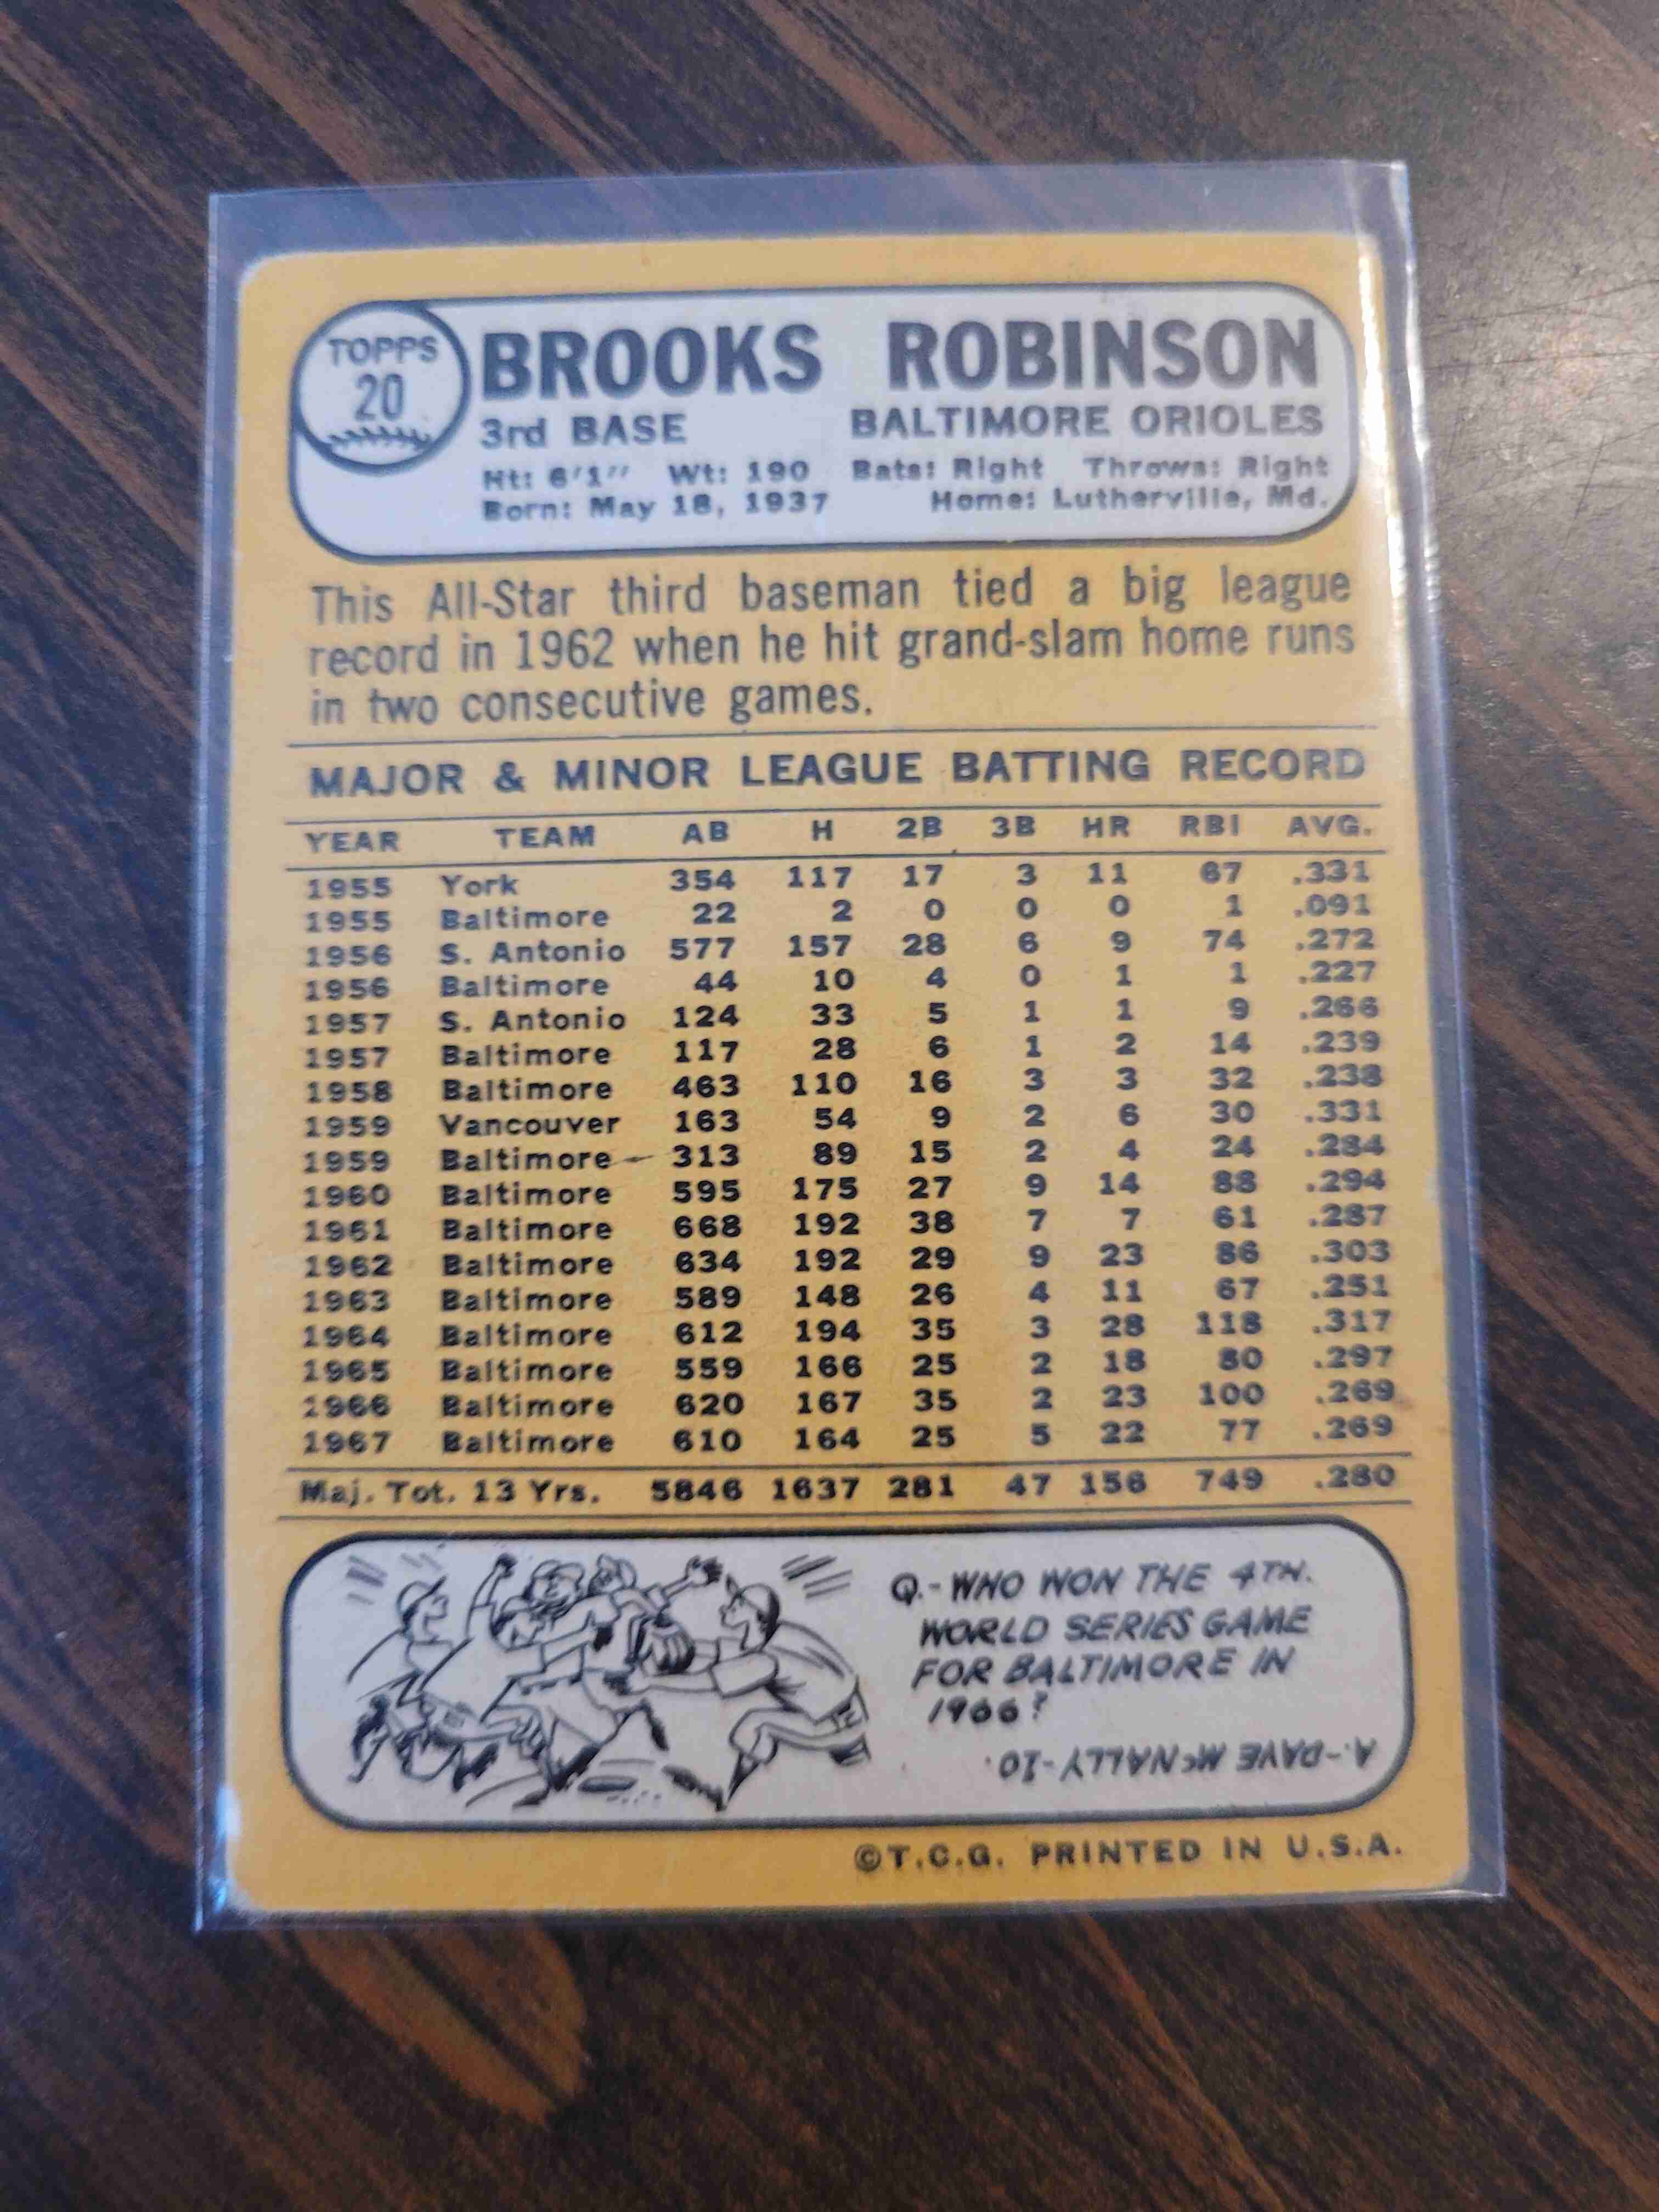 TOPPS
20
BROOKS ROBINSON
3rd BASE BALTIMORE ORIOLES
Ht: 6'1" Wt: 190 Bats: Right Throws: Right
Born: May 18, 1937 Home: Lutherville, Md.
This All-Star third baseman tied a big league
record in 1962 when he hit grand-slam home runs
in two consecutive games.
MAJOR & MINOR LEAGUE BATTING RECORD
YEAR TEAM AB H 2B 3B HR RBI AVG.
1955 York 354 117 17 3 11 67 .331
1955 Baltimore 22 2 0 0 0 1 .091
1956 S. Antonio 577 157 28 6 9 74 .272
1956 Baltimore 44 10 4 0 1 1 .227
1957 S. Antonio 124 33 5 1 1 9 .266
1957 Baltimore 117 28 6 1 2 14 .239
1958 Baltimore 463 110 16 3 3 32 .238
1959 Vancouver 163 54 9 2 6 30 .331
1959 Baltimore 313 89 15 2 4 24 .284
1960 Baltimore 595 175 27 9 14 88 .294
1961 Baltimore 668 192 38 7 7 61 .287
1962 Baltimore 634 192 29 9 23 86 .303
1963 Baltimore 589 148 26 4 11 67 .251
1964 Baltimore 612 194 35 3 28 118 .317
1965 Baltimore 559 166 25 2 18 80 .297
1966 Baltimore 620 167 35 2 23 100 .269
1967 Baltimore 610 164 25 5 22 77 .269
Maj. Tot. 13 Yrs. 5846 1637 281 47 156 749 .280
Q.-WHO WON THE 4TH.
WORLD SERIES GAME
FOR BALTIMORE IN
1966?
A.-DAVE McNALLY-10.
©T.C.G. PRINTED IN U.S.A.